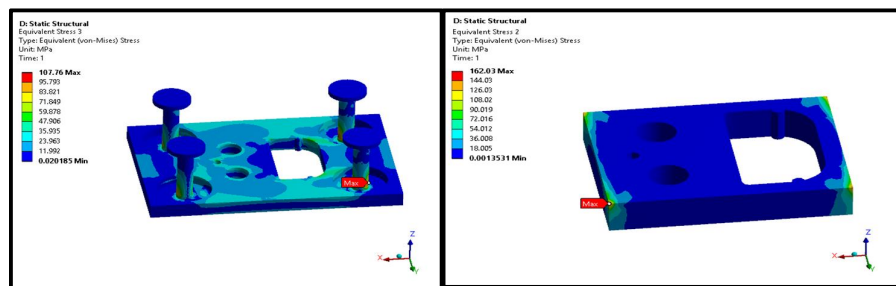 D: Static Structural
Equivalent Stress 3
Type: Equivalent (von-Mises) Stress
Unit: MPa
Time: 1
107.76 Max
95.793
83.821
71.849
59.878
47.906
35.935
23.963
11.992
0.020185 Min
Max
Z
X
Y
D: Static Structural
Equivalent Stress 2
Type: Equivalent (von-Mises) Stress
Unit: MPa
Time: 1
162.03 Max
144.03
126.03
108.02
90.019
72.016
54.012
36.008
18.005
0.0013531 Min
Max
Z
X
Y